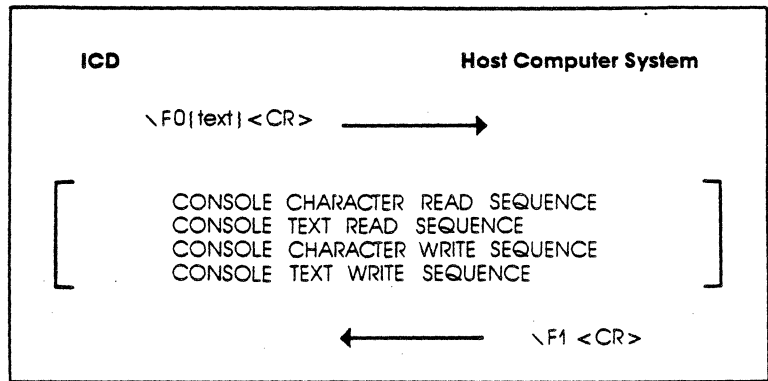 ICD Host Computer System
\F0{text}<CR>
CONSOLE CHARACTER READ SEQUENCE
CONSOLE TEXT READ SEQUENCE
CONSOLE CHARACTER WRITE SEQUENCE
CONSOLE TEXT WRITE SEQUENCE
\F1 <CR>